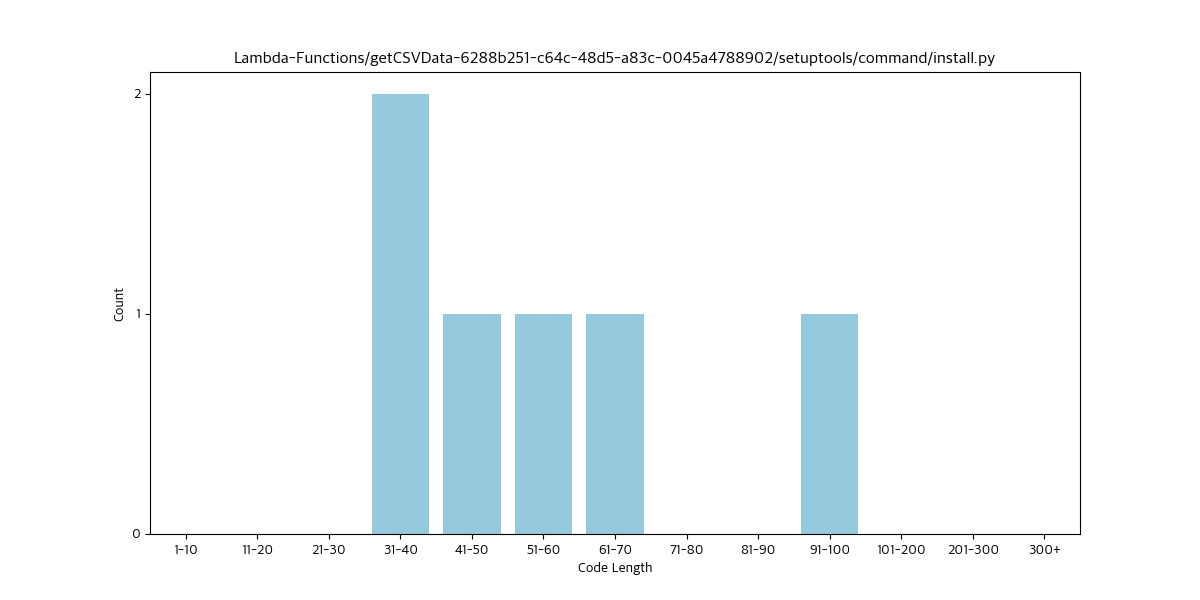 Lambda-Functions/getCSVData-6288b251-c64c-48d5-a83c-0045a4788902/setuptools/command/install.py
2
1
0
Count
1-10 11-20 21-30 31-40 41-50 51-60 61-70 71-80 81-90 91-100 101-200 201-300 300+
Code Length